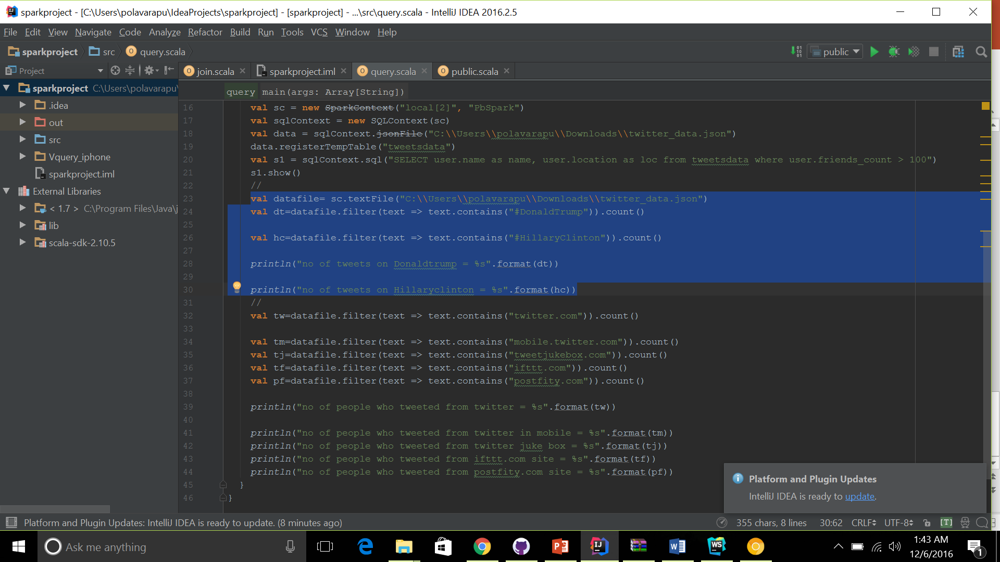 sparkproject - [C:\Users\polavarapu\IdeaProjects\sparkproject] - [sparkproject] - ...\src\query.scala - IntelliJ IDEA 2016.2.5
File Edit View Navigate Code Analyze Refactor Build Run Tools VCS Window Help
sparkproject src query.scala public
Project join.scala sparkproject.iml query.scala public.scala
sparkproject C:\Users\polavarapu\
.idea
out
src
Vquery_iphone
sparkproject.iml
External Libraries
< 1.7 > C:\Program Files\Java\j
lib
scala-sdk-2.10.5
query main(args: Array[String])
16 val sc = new SparkContext("local[2]", "PbSpark")
17 val sqlContext = new SQLContext(sc)
18 val data = sqlContext.jsonFile("C:\\Users\\polavarapu\\Downloads\\twitter_data.json")
19 data.registerTempTable("tweetsdata")
20 val s1 = sqlContext.sql("SELECT user.name as name, user.location as loc from tweetsdata where user.friends_count > 100")
21 s1.show()
22 //
23 val datafile= sc.textFile("C:\\Users\\polavarapu\\Downloads\\twitter_data.json")
24 val dt=datafile.filter(text => text.contains("#DonaldTrump")).count()
25
26 val hc=datafile.filter(text => text.contains("#HillaryClinton")).count()
27
28 println("no of tweets on Donaldtrump = %s".format(dt))
29
30 println("no of tweets on Hillaryclinton = %s".format(hc))
31 //
32 val tw=datafile.filter(text => text.contains("twitter.com")).count()
33
34 val tm=datafile.filter(text => text.contains("mobile.twitter.com")).count()
35 val tj=datafile.filter(text => text.contains("tweetjukebox.com")).count()
36 val tf=datafile.filter(text => text.contains("ifttt.com")).count()
37 val pf=datafile.filter(text => text.contains("postfity.com")).count()
38
39 println("no of people who tweeted from twitter = %s".format(tw))
40
41 println("no of people who tweeted from twitter in mobile = %s".format(tm))
42 println("no of people who tweeted from twitter juke box = %s".format(tj))
43 println("no of people who tweeted from ifttt.com site = %s".format(tf))
44 println("no of people who tweeted from postfity.com site = %s".format(pf))
45 }
46 }
Platform and Plugin Updates
IntelliJ IDEA is ready to update.
Platform and Plugin Updates: IntelliJ IDEA is ready to update. (8 minutes ago) 355 chars, 8 lines 30:62 CRLF UTF-8 [T]
Ask me anything
1:43 AM
12/6/2016
1